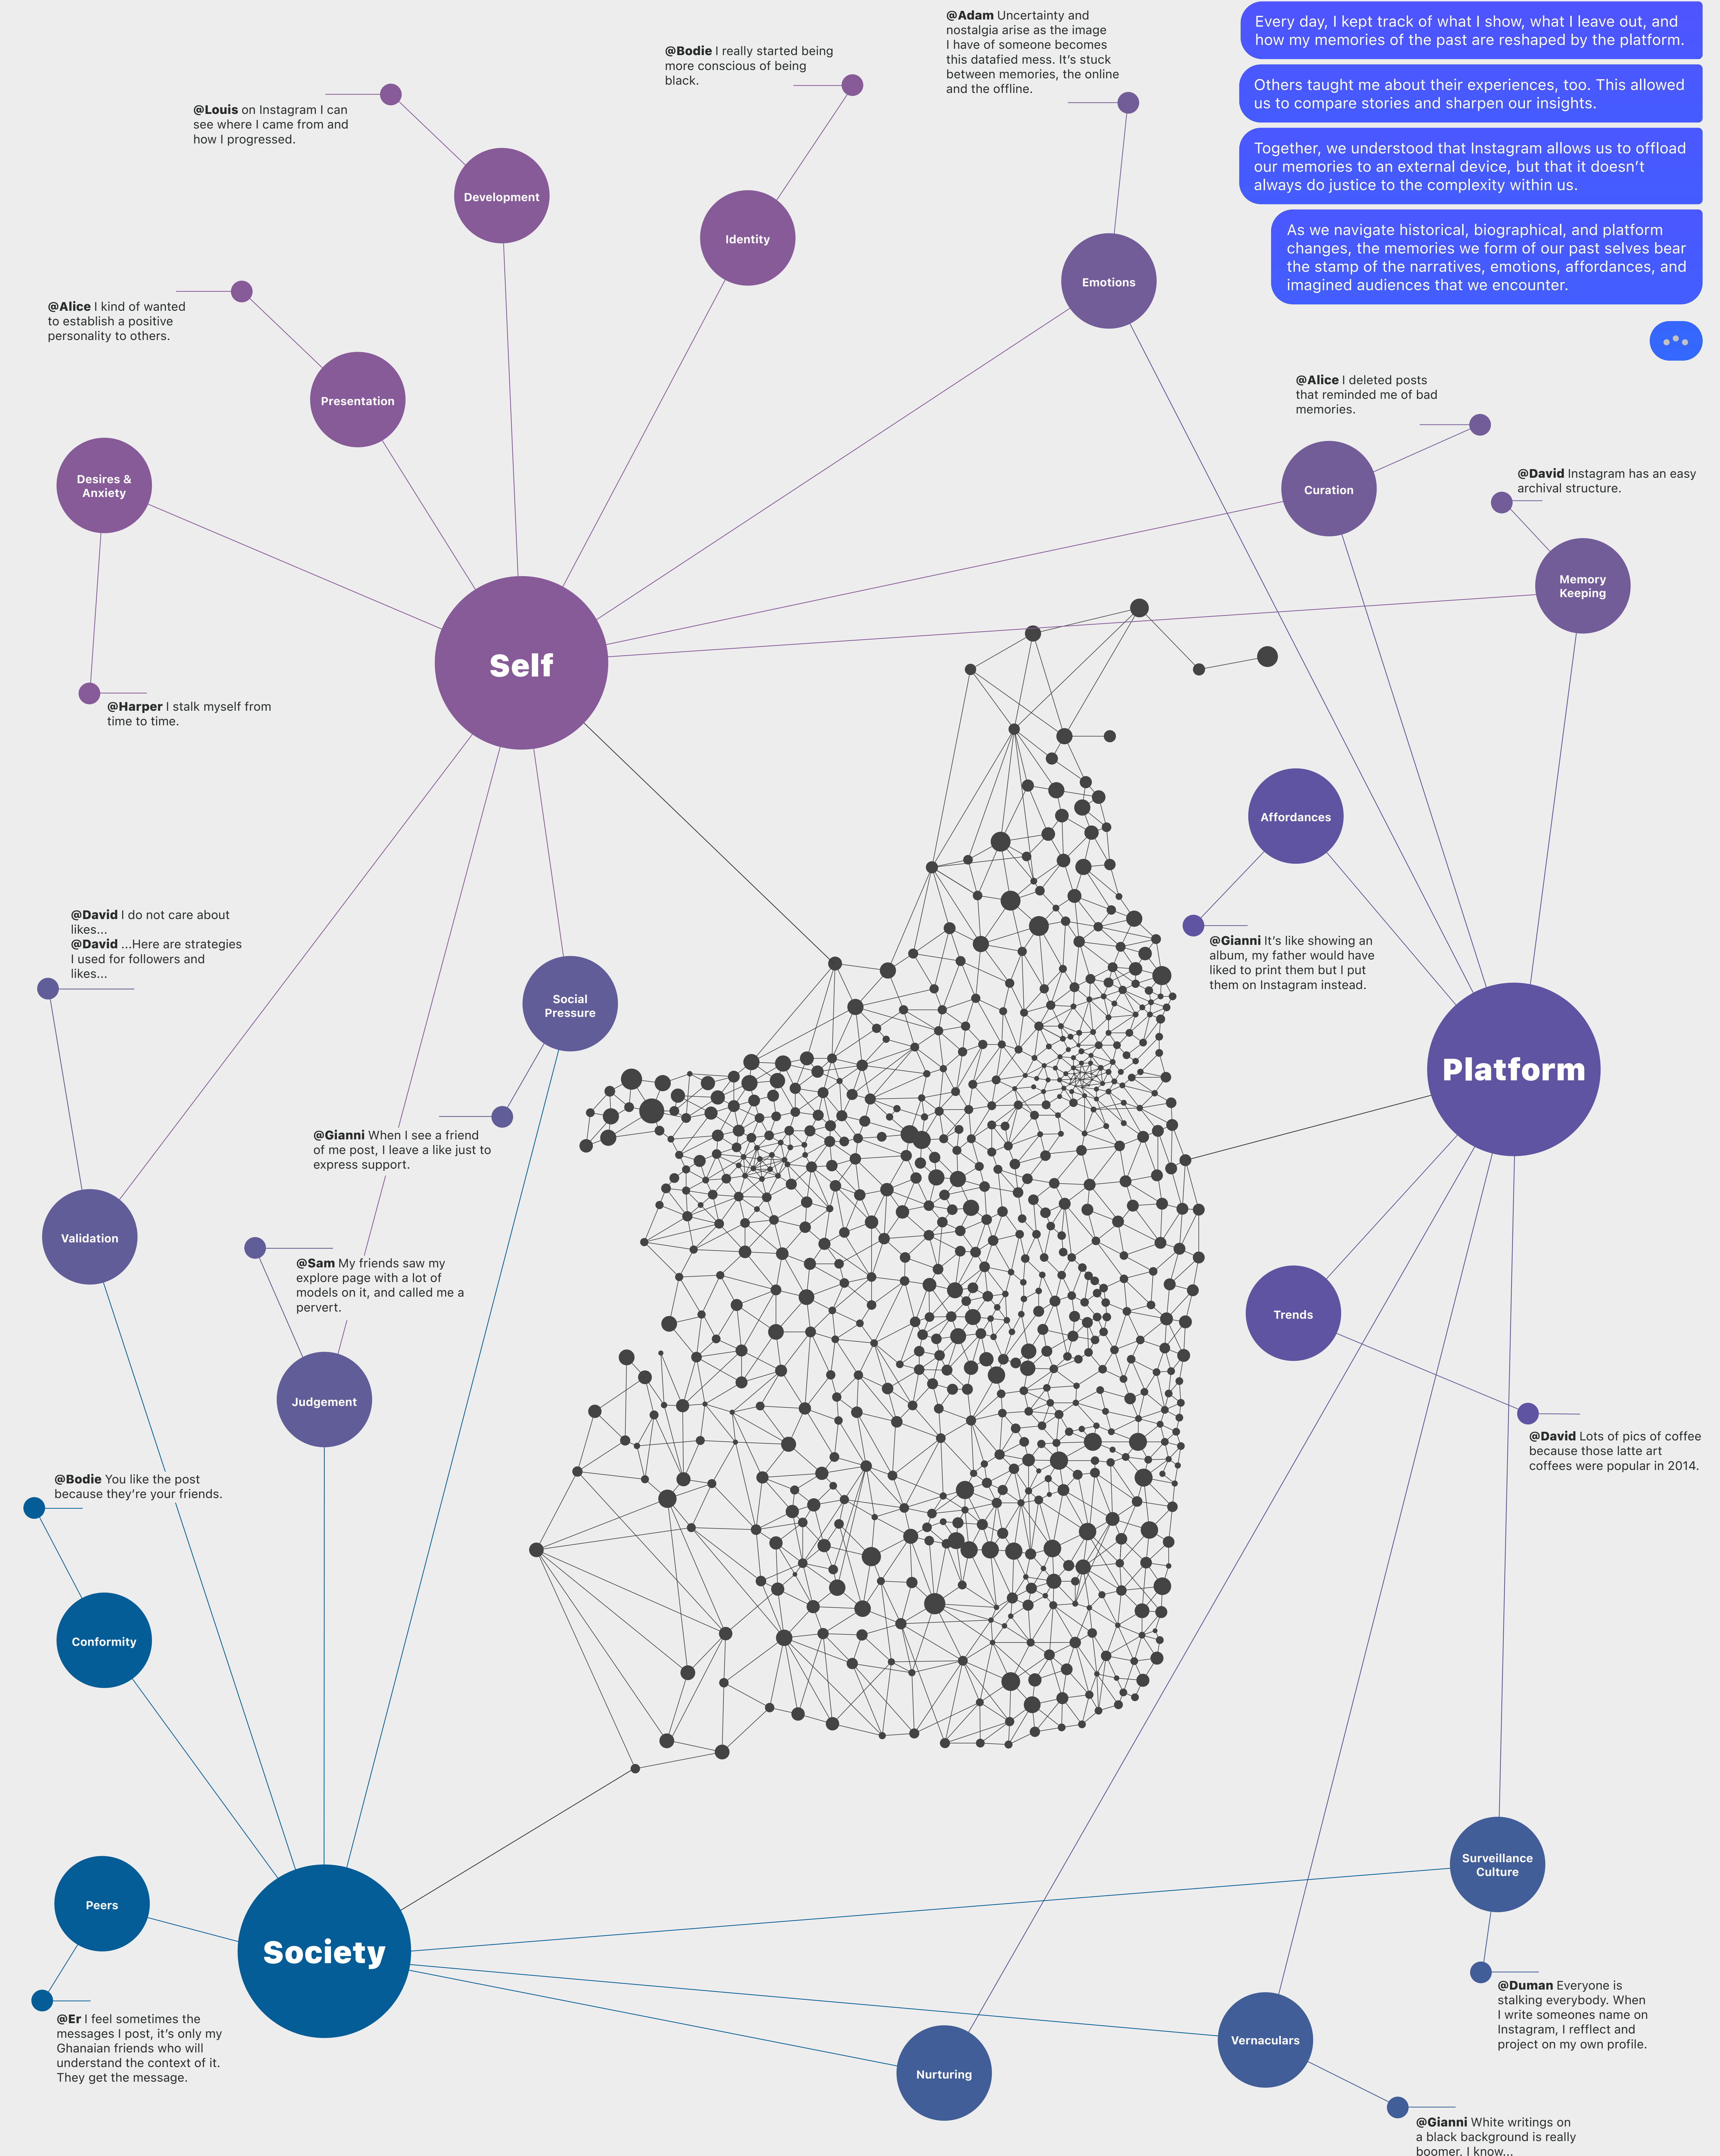 @Adam Uncertainty and
nostalgia arise as the image
I have of someone becomes
this datafied mess. It's stuck
between memories, the online
and the offline.
Every day, I kept track of what I show, what I leave out, and
how my memories of the past are reshaped by the platform.
Others taught me about their experiences, too. This allowed
us to compare stories and sharpen our insights.
Together, we understood that Instagram allows us to offload
our memories to an external device, but that it doesn't
always do justice to the complexity within us.
As we navigate historical, biographical, and platform
changes, the memories we form of our past selves bear
the stamp of the narratives, emotions, affordances, and
imagined audiences that we encounter.
@Bodie I really started being
more conscious of being
black.
@Louis on Instagram I can
see where I came from and
how I progressed.
Development
Identity
Emotions
@Alice I kind of wanted
to establish a positive
personality to others.
Presentation
@Alice I deleted posts
that reminded me of bad
memories.
Curation
@David Instagram has an easy
archival structure.
Memory
Keeping
Desires &
Anxiety
Self
@Harper I stalk myself from
time to time.
Affordances
@Gianni It's like showing an
album, my father would have
liked to print them but I put
them on Instagram instead.
@David I do not care about
likes...
@David ...Here are strategies
I used for followers and
likes...
Social
Pressure
Platform
@Gianni When I see a friend
of me post, I leave a like just to
express support.
Validation
@Sam My friends saw my
explore page with a lot of
models on it, and called me a
pervert.
Trends
Judgement
@David Lots of pics of coffee
because those latte art
coffees were popular in 2014.
@Bodie You like the post
because they're your friends.
Conformity
Surveillance
Culture
Peers
Society
@Duman Everyone is
stalking everybody. When
I write someones name on
Instagram, I refflect and
project on my own profile.
@Er I feel sometimes the
messages I post, it's only my
Ghanaian friends who will
understand the context of it.
They get the message.
Vernaculars
Nurturing
@Gianni White writings on
a black background is really
boomer, I know...